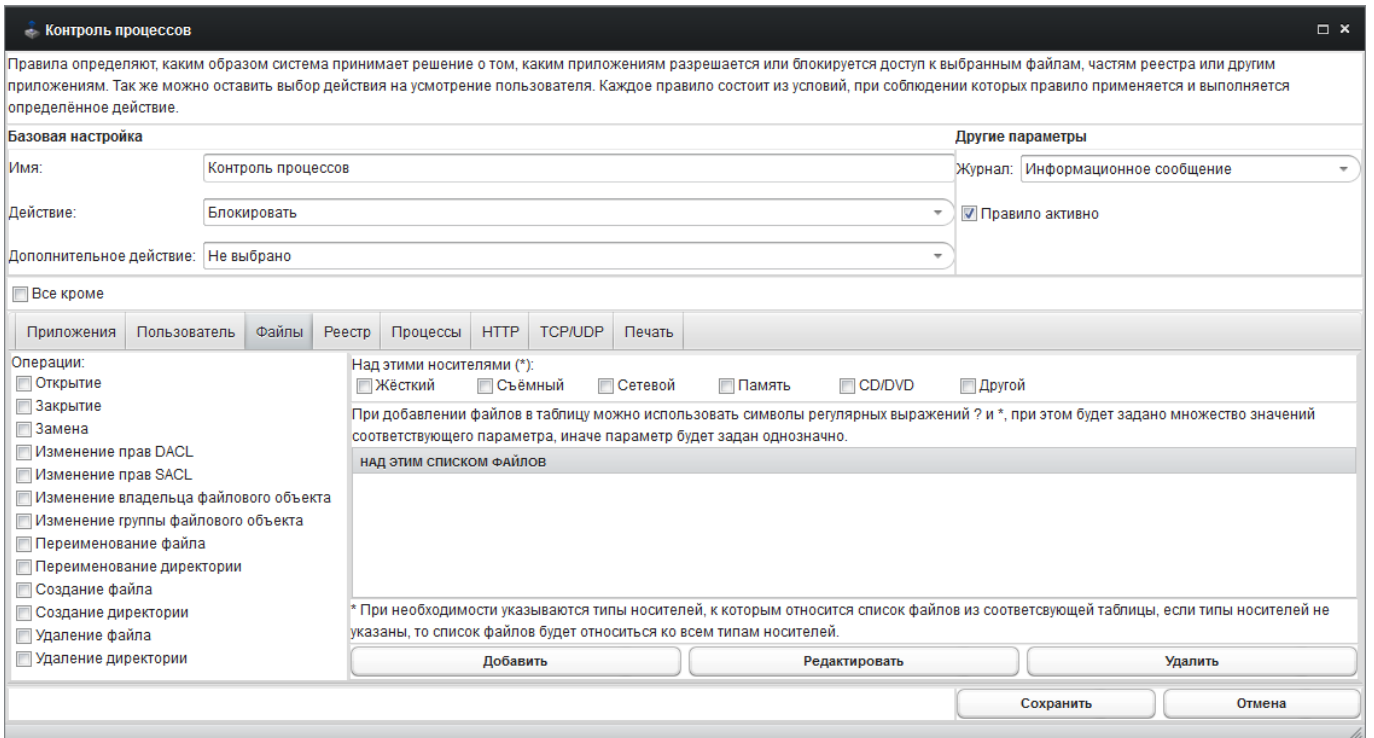 Контроль процессов
Правила определяют, каким образом система принимает решение о том, каким приложениям разрешается или блокируется доступ к выбранным файлам, частям реестра или другим
приложениям. Так же можно оставить выбор действия на усмотрение пользователя. Каждое правило состоит из условий, при соблюдении которых правило применяется и выполняется
определённое действие.
Базовая настройка
Другие параметры
Имя: Контроль процессов
Журнал: Информационное сообщение
Действие: Блокировать
Правило активно
Дополнительное действие: Не выбрано
Все кроме
Приложения Пользователь Файлы Реестр Процессы HTTP TCP/UDP Печать
Операции:
Открытие
Закрытие
Замена
Изменение прав DACL
Изменение прав SACL
Изменение владельца файлового объекта
Изменение группы файлового объекта
Переименование файла
Переименование директории
Создание файла
Создание директории
Удаление файла
Удаление директории
Над этими носителями (*):
Жёсткий Съёмный Сетевой Память CD/DVD Другой
При добавлении файлов в таблицу можно использовать символы регулярных выражений ? и *, при этом будет задано множество значений
соответствующего параметра, иначе параметр будет задан однозначно.
НАД ЭТИМ СПИСКОМ ФАЙЛОВ
* При необходимости указываются типы носителей, к которым относится список файлов из соответсвующей таблицы, если типы носителей не
указаны, то список файлов будет относиться ко всем типам носителей.
Добавить Редактировать Удалить
Сохранить Отмена